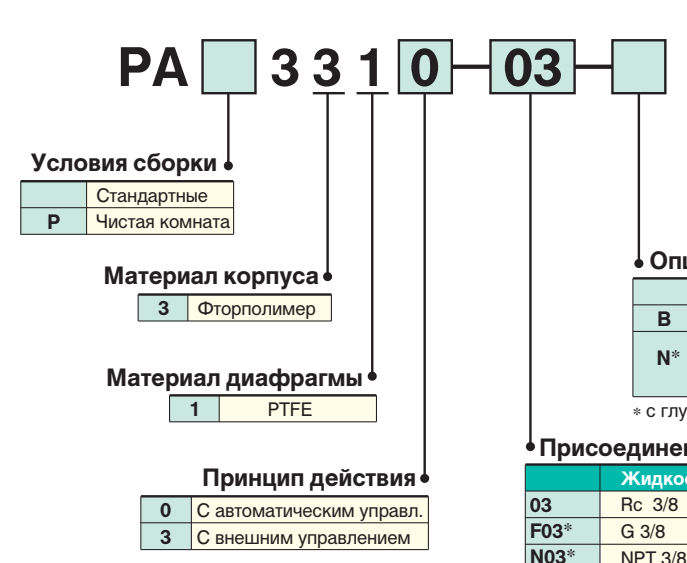 PA 3 3 1 0 - 03 -
Условия сборки
Стандартные
P Чистая комната
Материал корпуса
3 Фторполимер
Материал диафрагмы
1 PTFE
Принцип действия
0 С автоматическим управл.
3 С внешним управлением
B
N*
* с
03 Rc 3/8
F03* G 3/8
N03* NPT 3/8